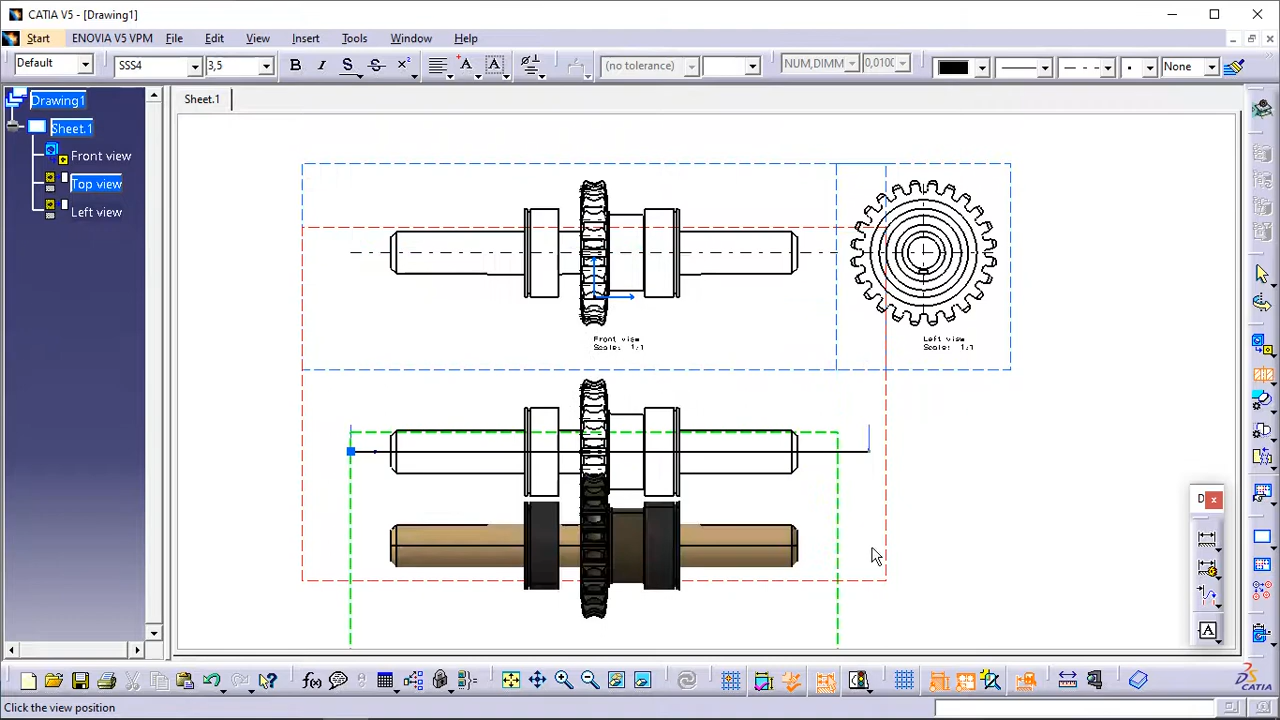 CATIA V5 - [Drawing1]
Start ENOVIA V5 VPM File Edit View Insert Tools Window Help
Default SSS4 3,5 B I S S x² A A (no tolerance) NUM,DIMM 0,010( None
Drawing1
Sheet.1
Front view
Top view
Left view
Sheet.1
Front view
Scale: 1:1
Left view
Scale: 1:1
D
A
f(x)
CATIA
Click the view position